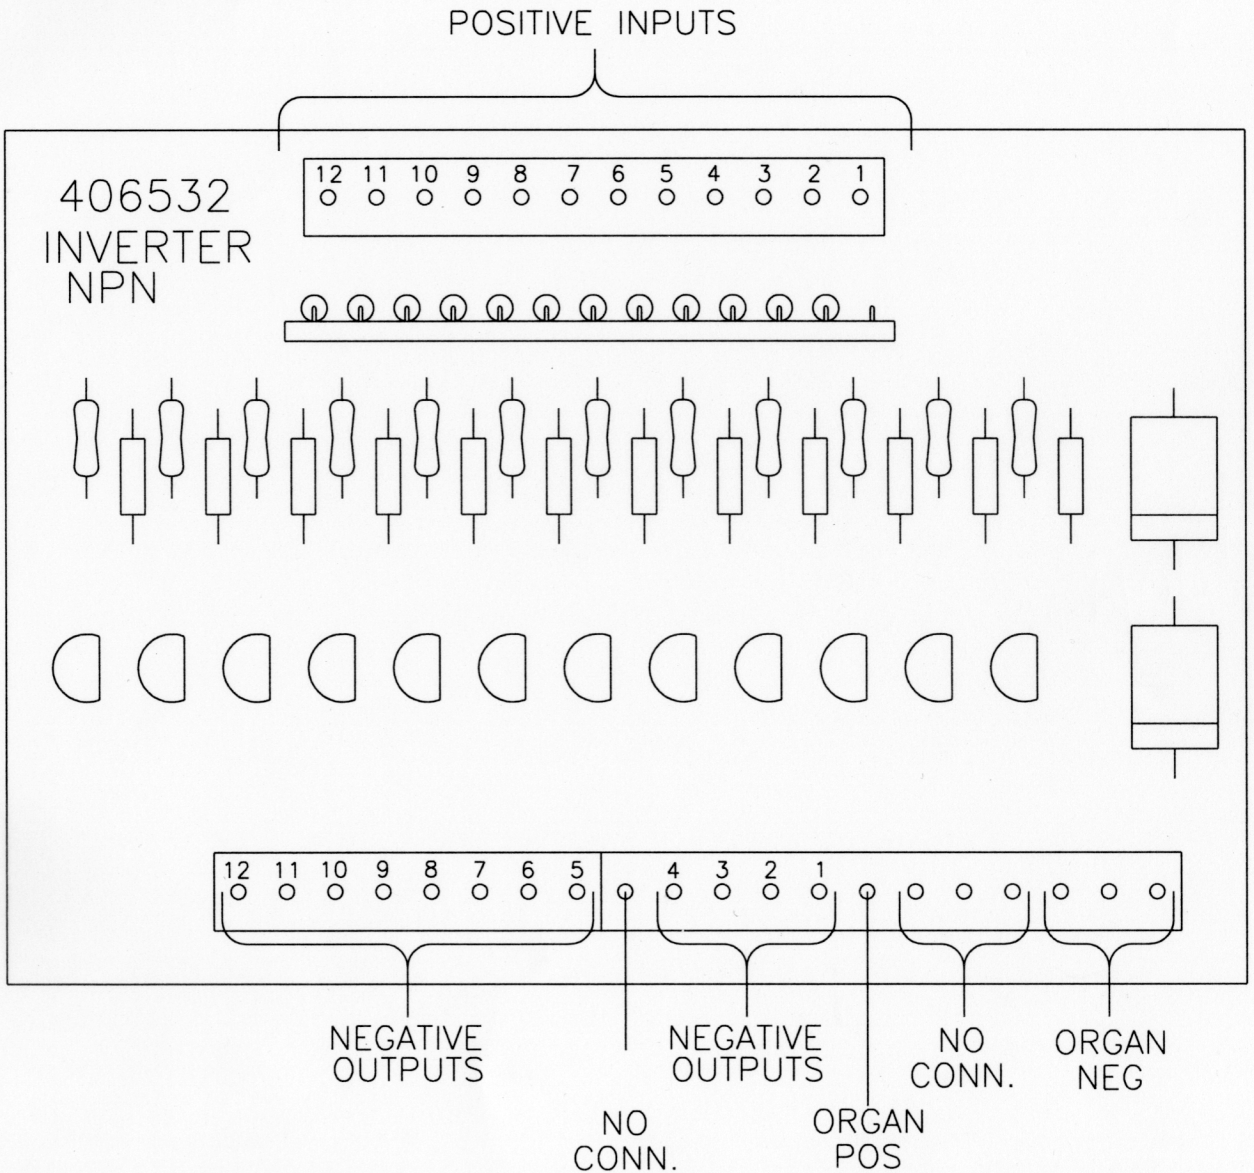 POSITIVE INPUTS
12 11 10 9 8 7 6 5 4 3 2 1
406532
INVERTER
NPN
12 11 10 9 8 7 6 5 4 3 2 1
NEGATIVE
OUTPUTS
NO
CONN.
NEGATIVE
OUTPUTS
ORGAN
POS
NO
CONN.
ORGAN
NEG